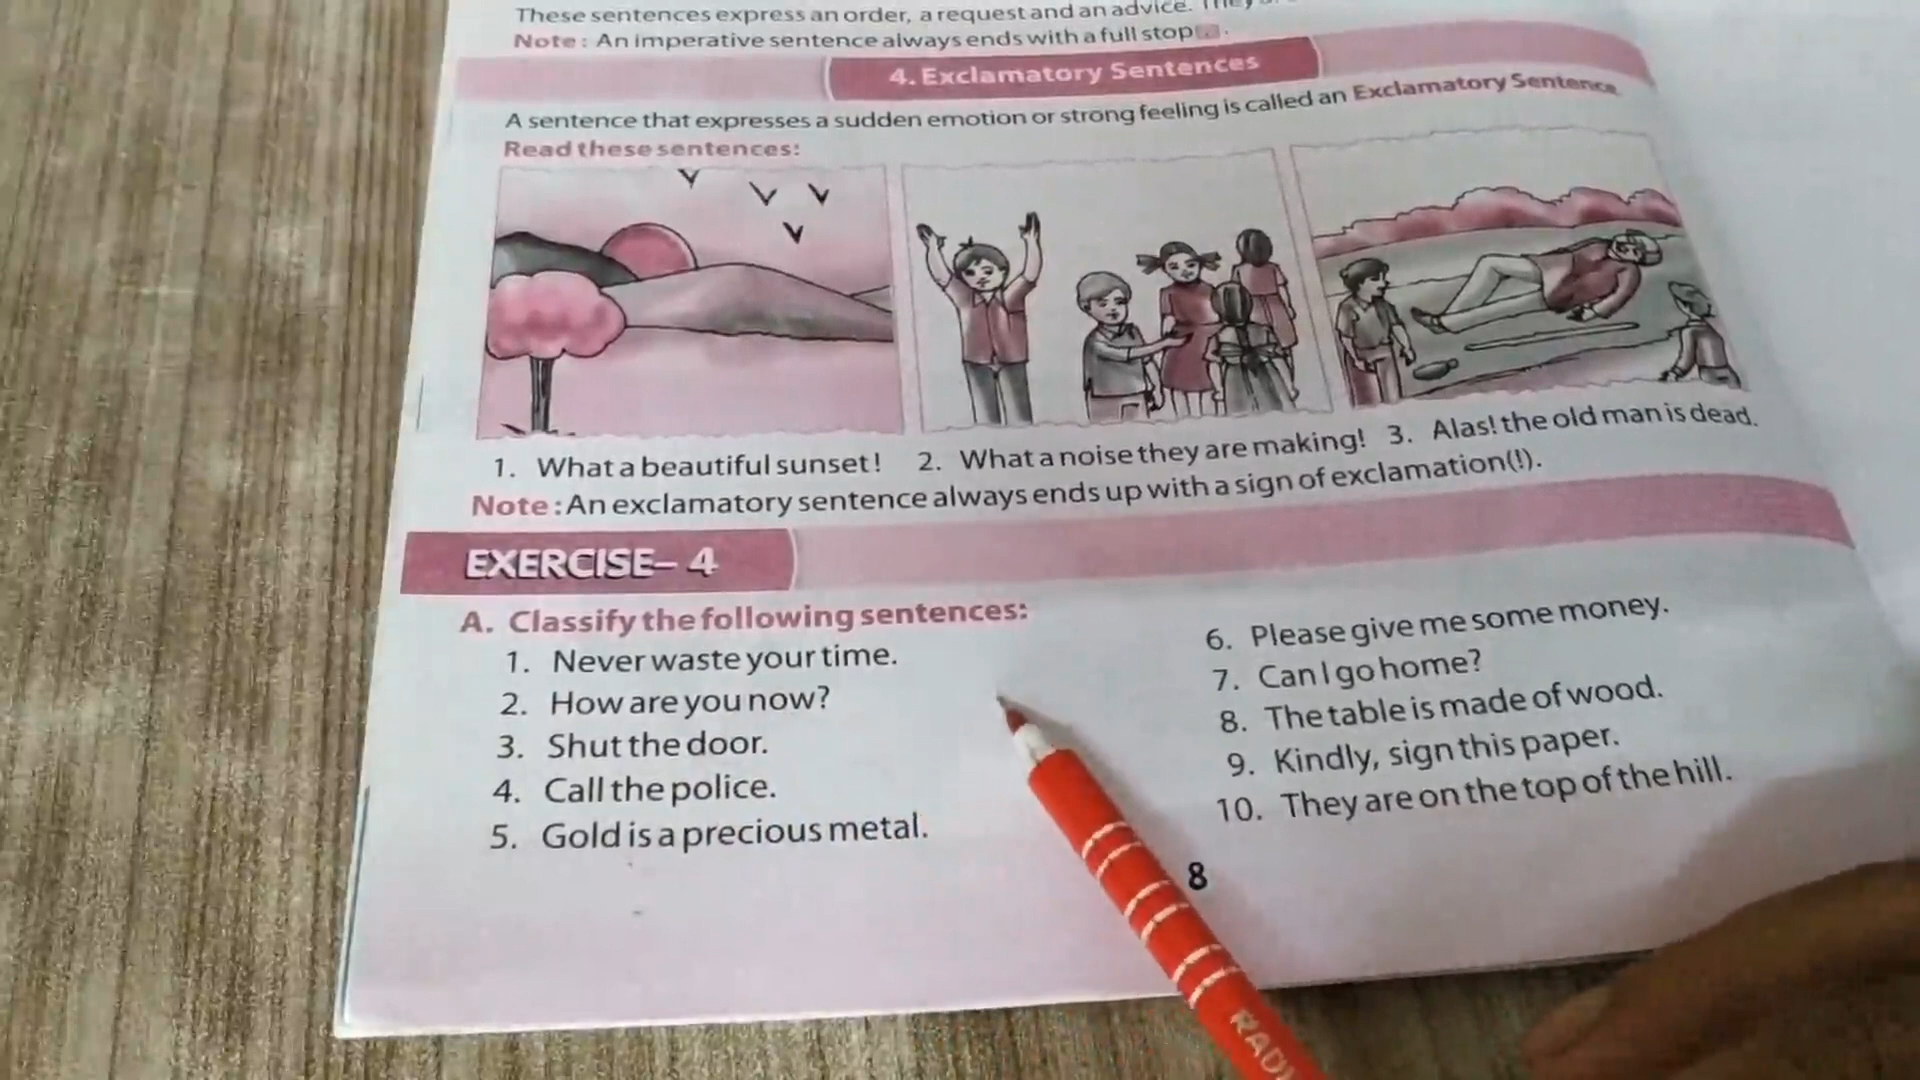 These sentences express an order, a request and an advice.
Note : An imperative sentence always ends with a full stop .
4. Exclamatory Sentences
A sentence that expresses a sudden emotion or strong feeling is called an Exclamatory Sentence
Read these sentences:
1. What a beautiful sunset! 2. What a noise they are making! 3. Alas! the old man is dead.
Note : An exclamatory sentence always ends up with a sign of exclamation(!).
EXERCISE– 4
A. Classify the following sentences:
1. Never waste your time.
2. How are you now?
3. Shut the door.
4. Call the police.
5. Gold is a precious metal.
6. Please give me some money.
7. Can I go home?
8. The table is made of wood.
9. Kindly, sign this paper.
10. They are on the top of the hill.
8